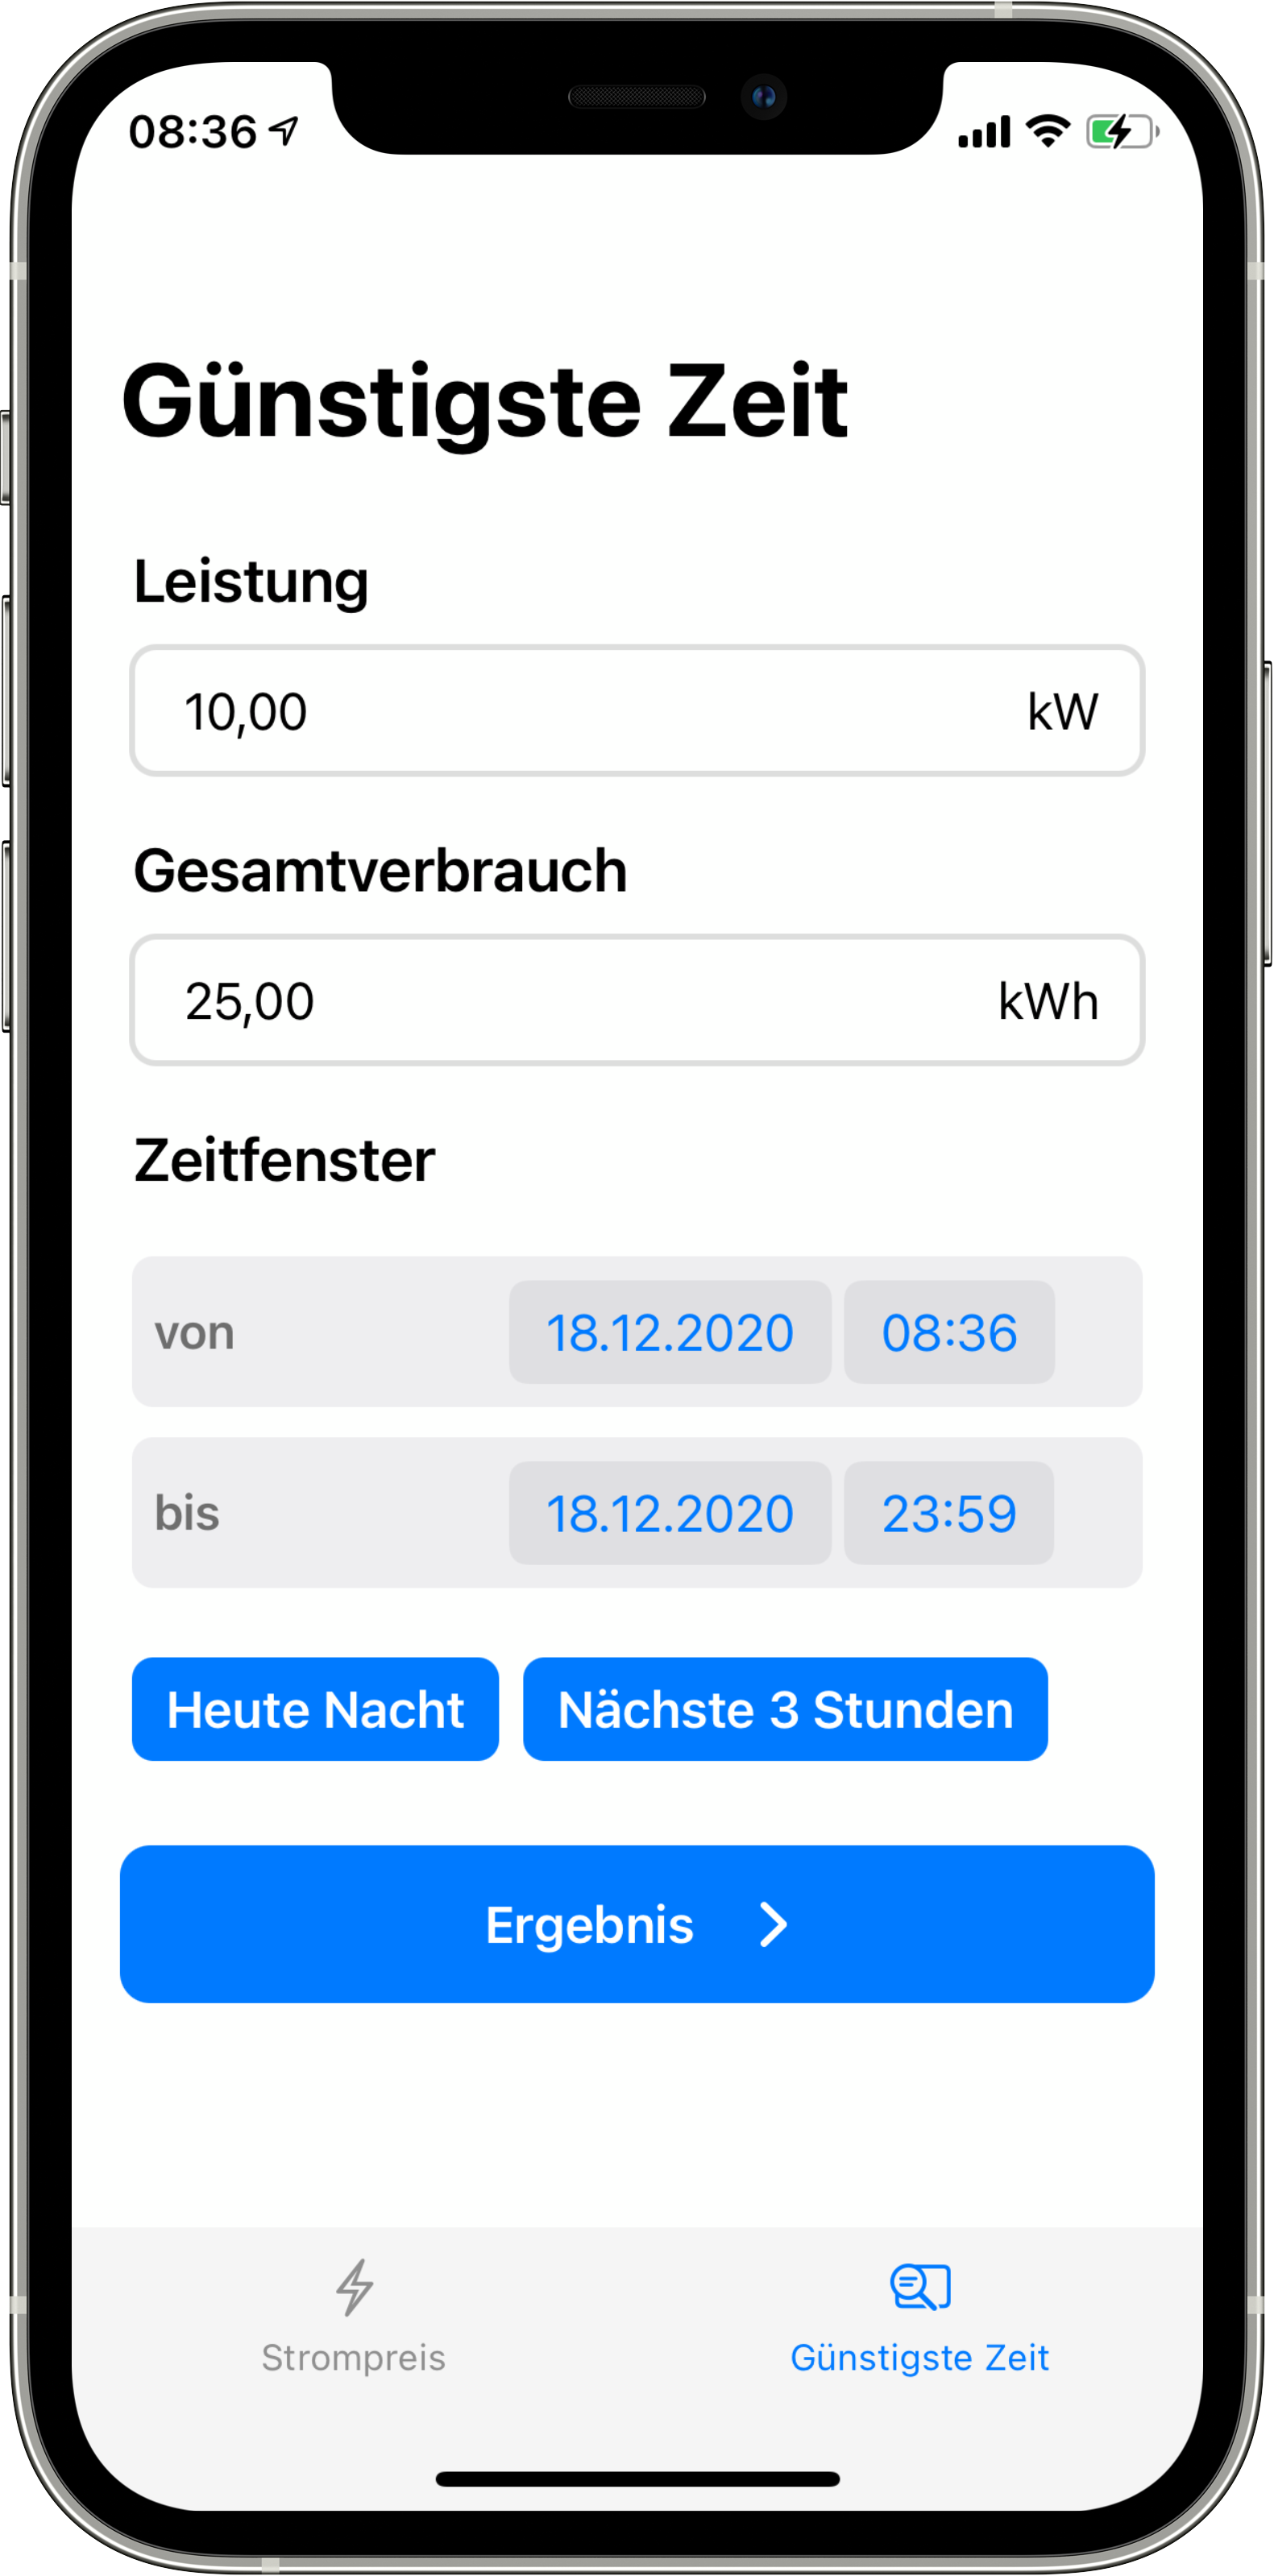 08:36
Günstigste Zeit
Leistung
10,00 kW
Gesamtverbrauch
25,00 kWh
Zeitfenster
von 18.12.2020 08:36
bis 18.12.2020 23:59
Heute Nacht Nächste 3 Stunden
Ergebnis
Strompreis Günstigste Zeit